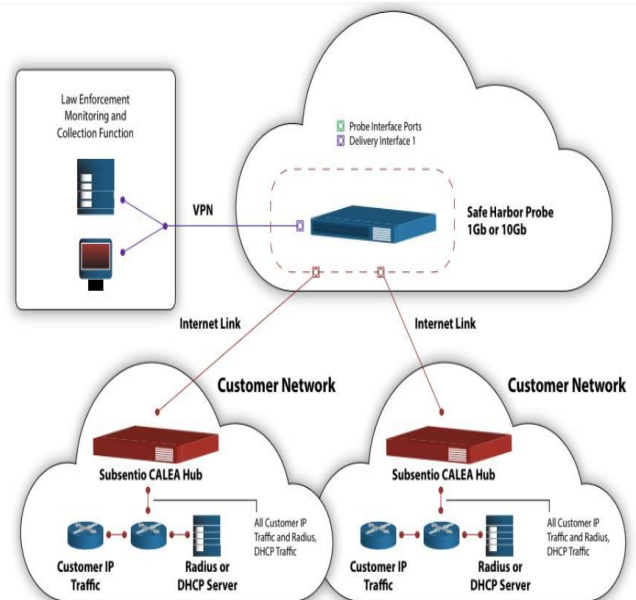 Law Enforcement
Monitoring and
Collection Function
Probe Interface Ports
Delivery Interface 1
VPN
Safe Harbor Probe
1Gb or 10Gb
Internet Link
Internet Link
Customer Network
Customer Network
Subsentio CALEA Hub
All Customer IP
Traffic and Radius,
DHCP Traffic
Customer IP
Traffic
Radius or
DHCP Server
Subsentio CALEA Hub
All Customer IP
Traffic and Radius,
DHCP Traffic
Customer IP
Traffic
Radius or
DHCP Server